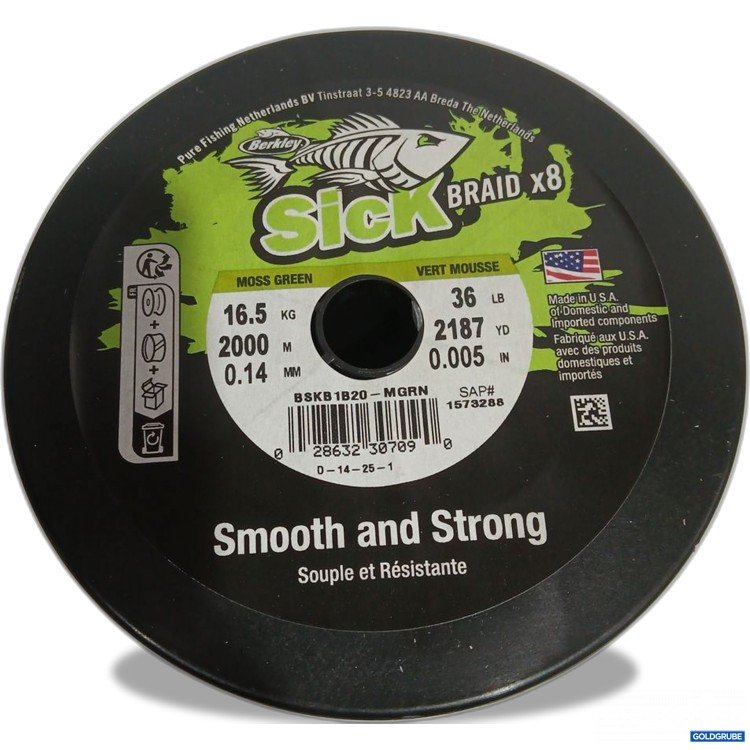 Pure Fishing Netherlands BV Tinstraat 3-5 4823 AA Breda The Netherlands
Berkley
SicK BRAID x8
MOSS GREEN
VERT MOUSSE
16.5 KG
2000 M
0.14 MM
36 LB
2187 YD
0.005 IN
BSKB1B20-MGRN
SAP#
1573288
0 28632 30709 0
D-14-25-1
FR
Made in U.S.A.
of Domestic and
Imported components
Fabriqué aux U.S.A.
avec des produits
domestiques et
importés
Smooth and Strong
Souple et Résistante
GOLDGRUBE